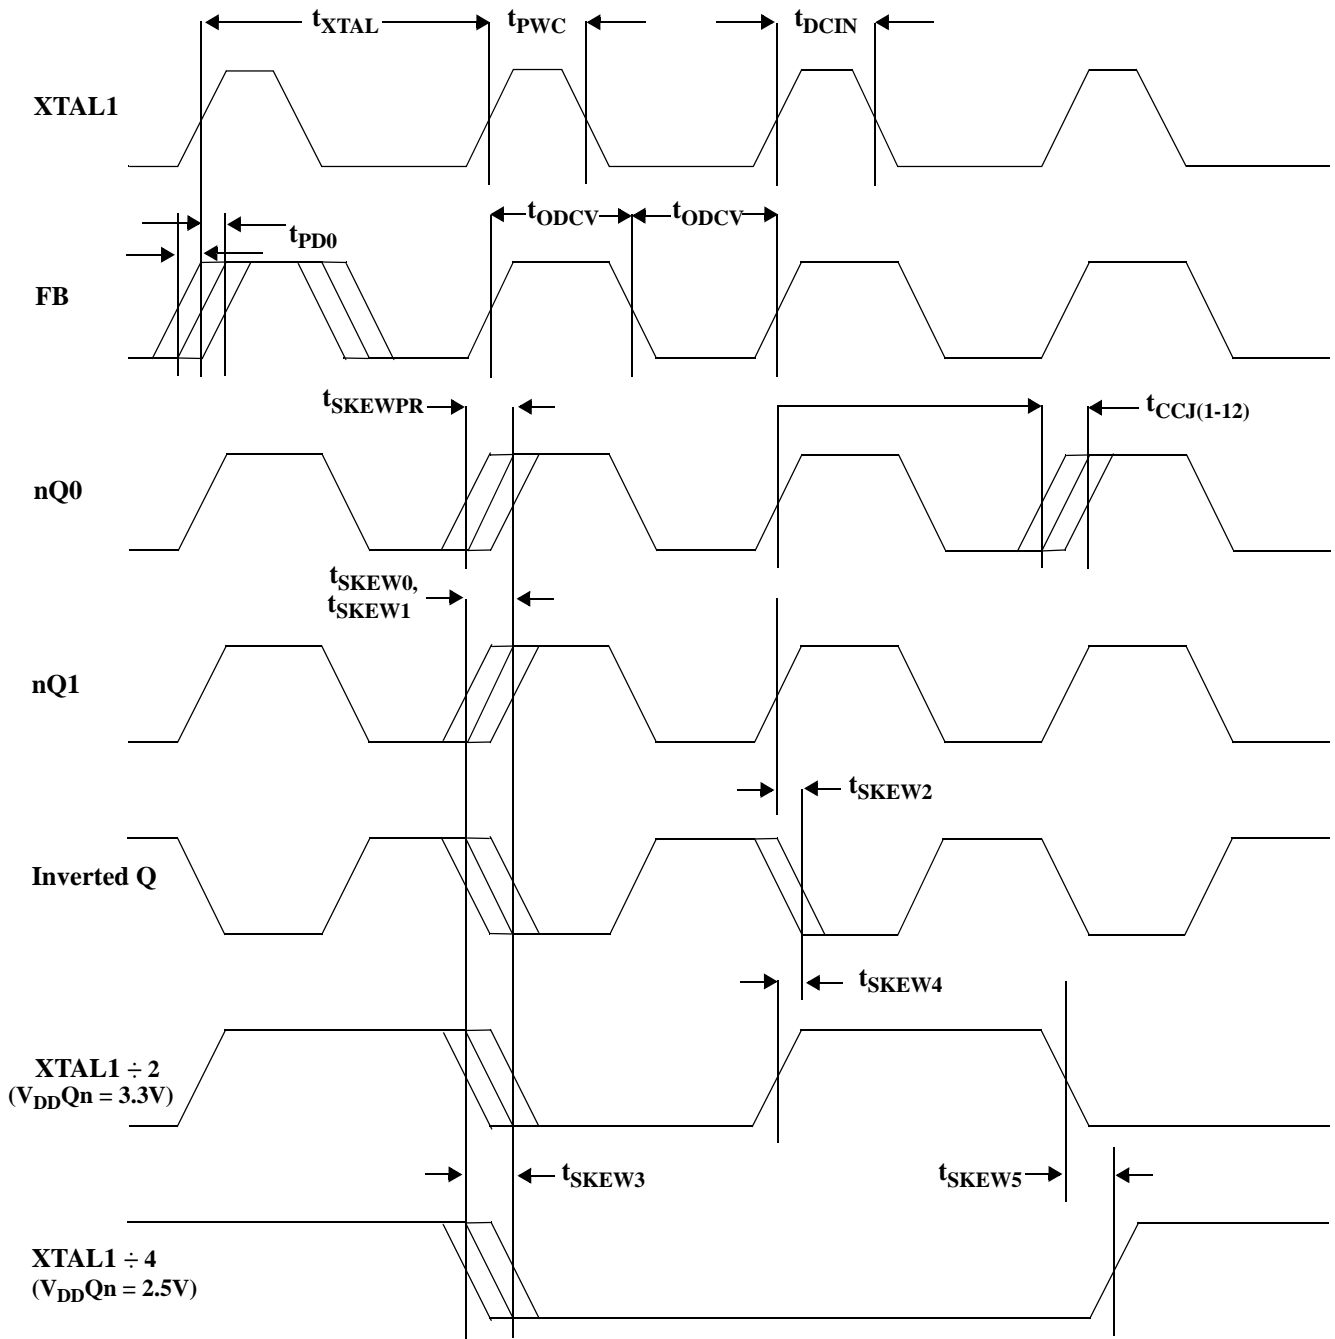 tXTAL tPWC tDCIN
XTAL1
tODCV tODCV
tPD0
FB
tSKEWPR tCCJ(1-12)
nQ0
tSKEW0,
tSKEW1
nQ1
tSKEW2
Inverted Q
tSKEW4
XTAL1 ÷ 2
(VDDQn = 3.3V)
tSKEW3 tSKEW5
XTAL1 ÷ 4
(VDDQn = 2.5V)